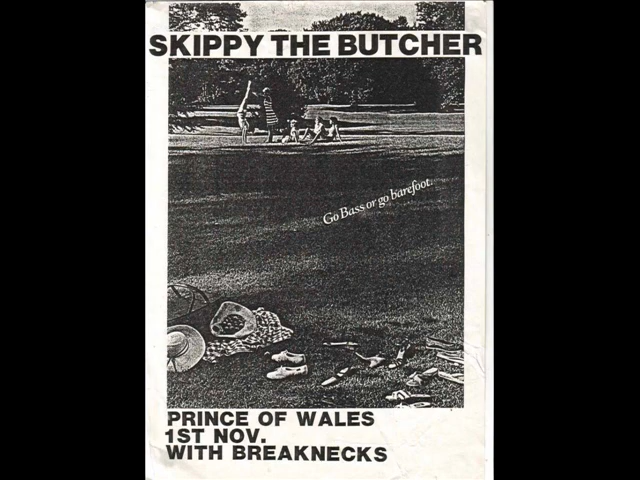 SKIPPY THE BUTCHER
Go Bass or go barefoot.
PRINCE OF WALES
1ST NOV.
WITH BREAKNECKS